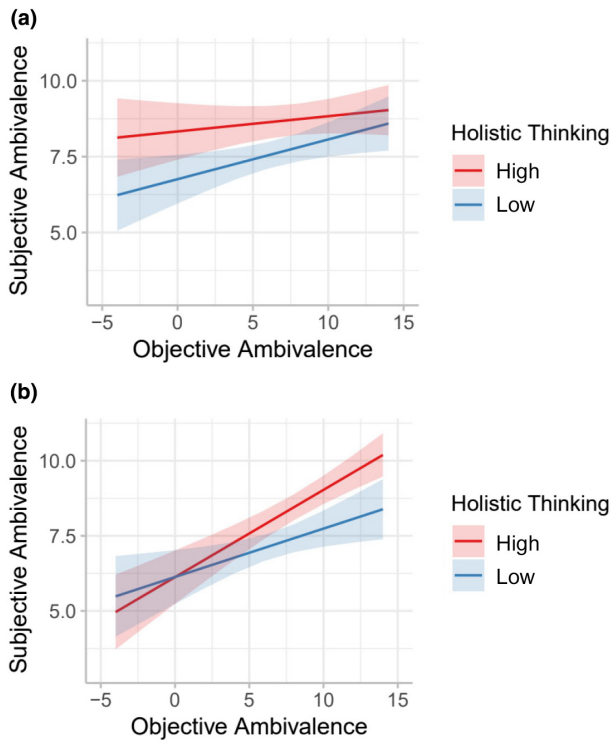 (a)
Subjective Ambivalence
10.0
7.5
5.0
−5
0
5
10
15
Objective Ambivalence
Holistic Thinking
High
Low
(b)
Subjective Ambivalence
10.0
7.5
5.0
−5
0
5
10
15
Objective Ambivalence
Holistic Thinking
High
Low